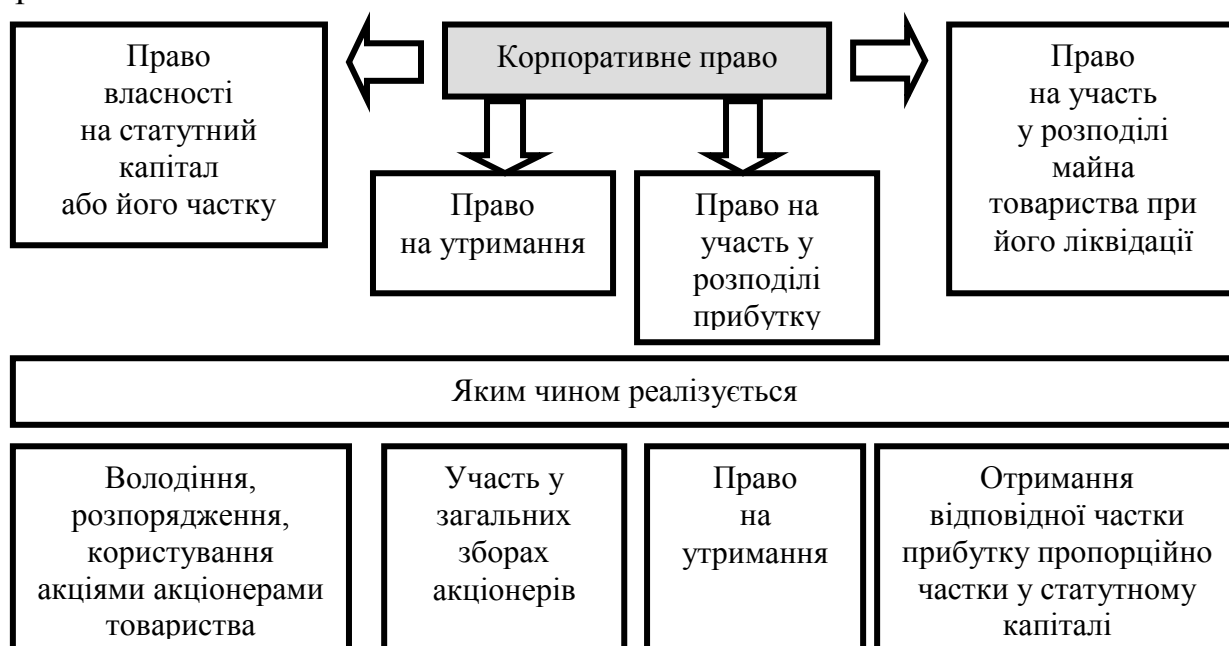 Право
власності
на статутний
капітал
або його частку
Корпоративне право
Право
на утримання
Право на
участь у
розподілі
прибутку
Право
на участь
у розподілі
майна
товариства при
його ліквідації
Яким чином реалізується
Володіння,
розпорядження,
користування
акціями акціонерами
товариства
Участь у
загальних
зборах
акціонерів
Право
на
утримання
Отримання
відповідної частки
прибутку пропорційно
частки у статутному
капіталі